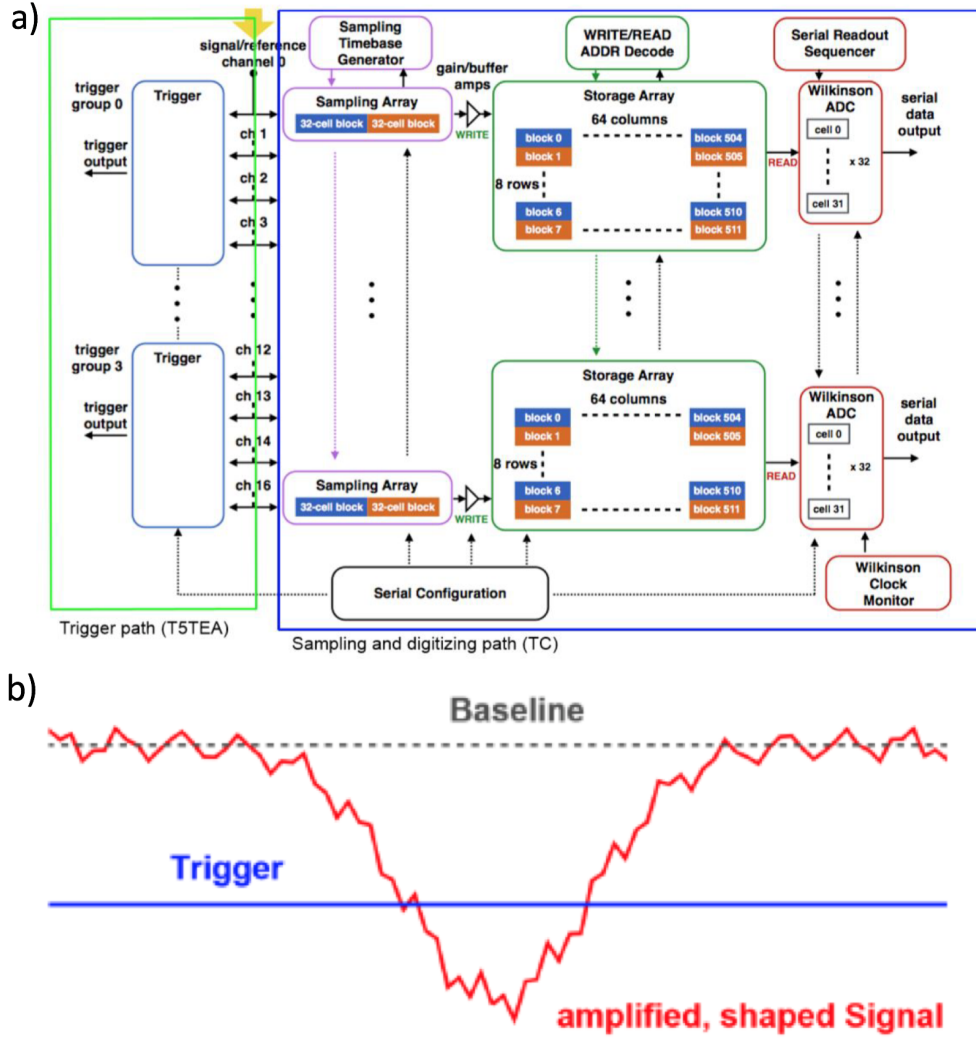 a)
signal/reference
channel 0
Sampling
Timebase
Generator
WRITE/READ
ADDR Decode
Serial Readout
Sequencer
trigger
group 0
Trigger
trigger
output
ch 1
ch 2
ch 3
Sampling Array
32-cell block 32-cell block
gain/buffer
amps
WRITE
Storage Array
64 columns
block 0
block 1
block 504
block 505
8 rows
block 6
block 7
block 510
block 511
READ
Wilkinson
ADC
cell 0
x 32
cell 31
serial
data
output
trigger
group 3
Trigger
trigger
output
ch 12
ch 13
ch 14
ch 16
Sampling Array
32-cell block 32-cell block
WRITE
Storage Array
64 columns
block 0
block 1
block 504
block 505
8 rows
block 6
block 7
block 510
block 511
READ
Wilkinson
ADC
cell 0
x 32
cell 31
serial
data
output
Serial Configuration
Wilkinson
Clock
Monitor
Trigger path (T5TEA)
Sampling and digitizing path (TC)
b)
Baseline
Trigger
amplified, shaped Signal